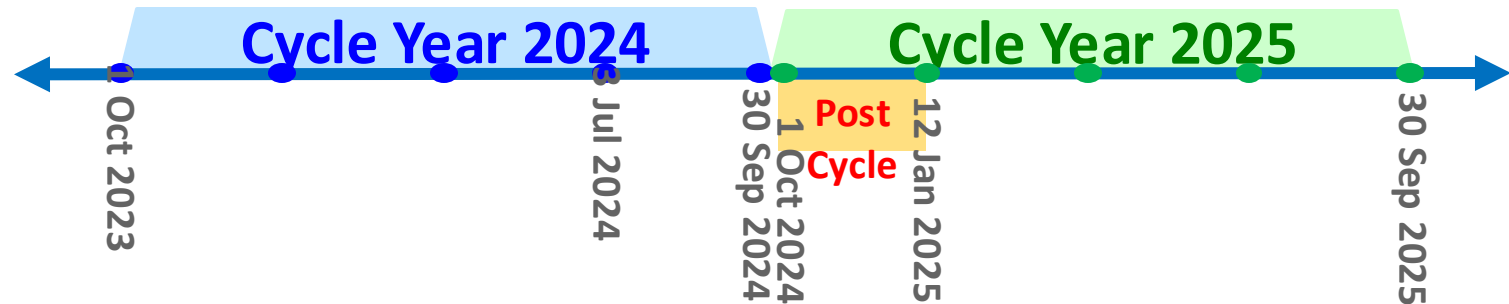 Cycle Year 2024
Cycle Year 2025
1 Oct 2023
3 Jul 2024
30 Sep 2024
1 Oct 2024
Post
Cycle
12 Jan 2025
30 Sep 2025